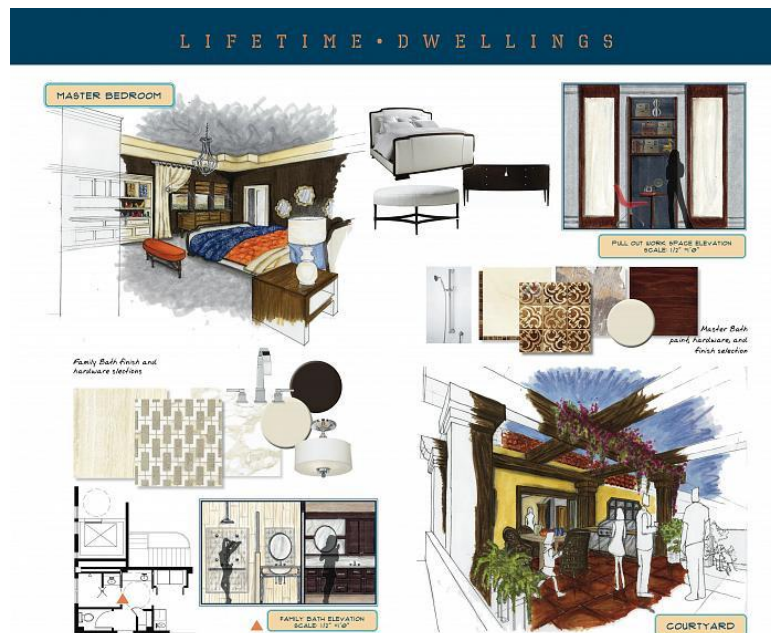 LIFETIME • DWELLINGS
MASTER BEDROOM
PULL OUT WORK SPACE ELEVATION
SCALE: 1/2" = 1'0"
Master Bath
paint, hardware, and
finish selection
Family Bath finish and
hardware slections
FAMILY BATH ELEVATION
SCALE: 1/2" = 1'0"
COURTYARD